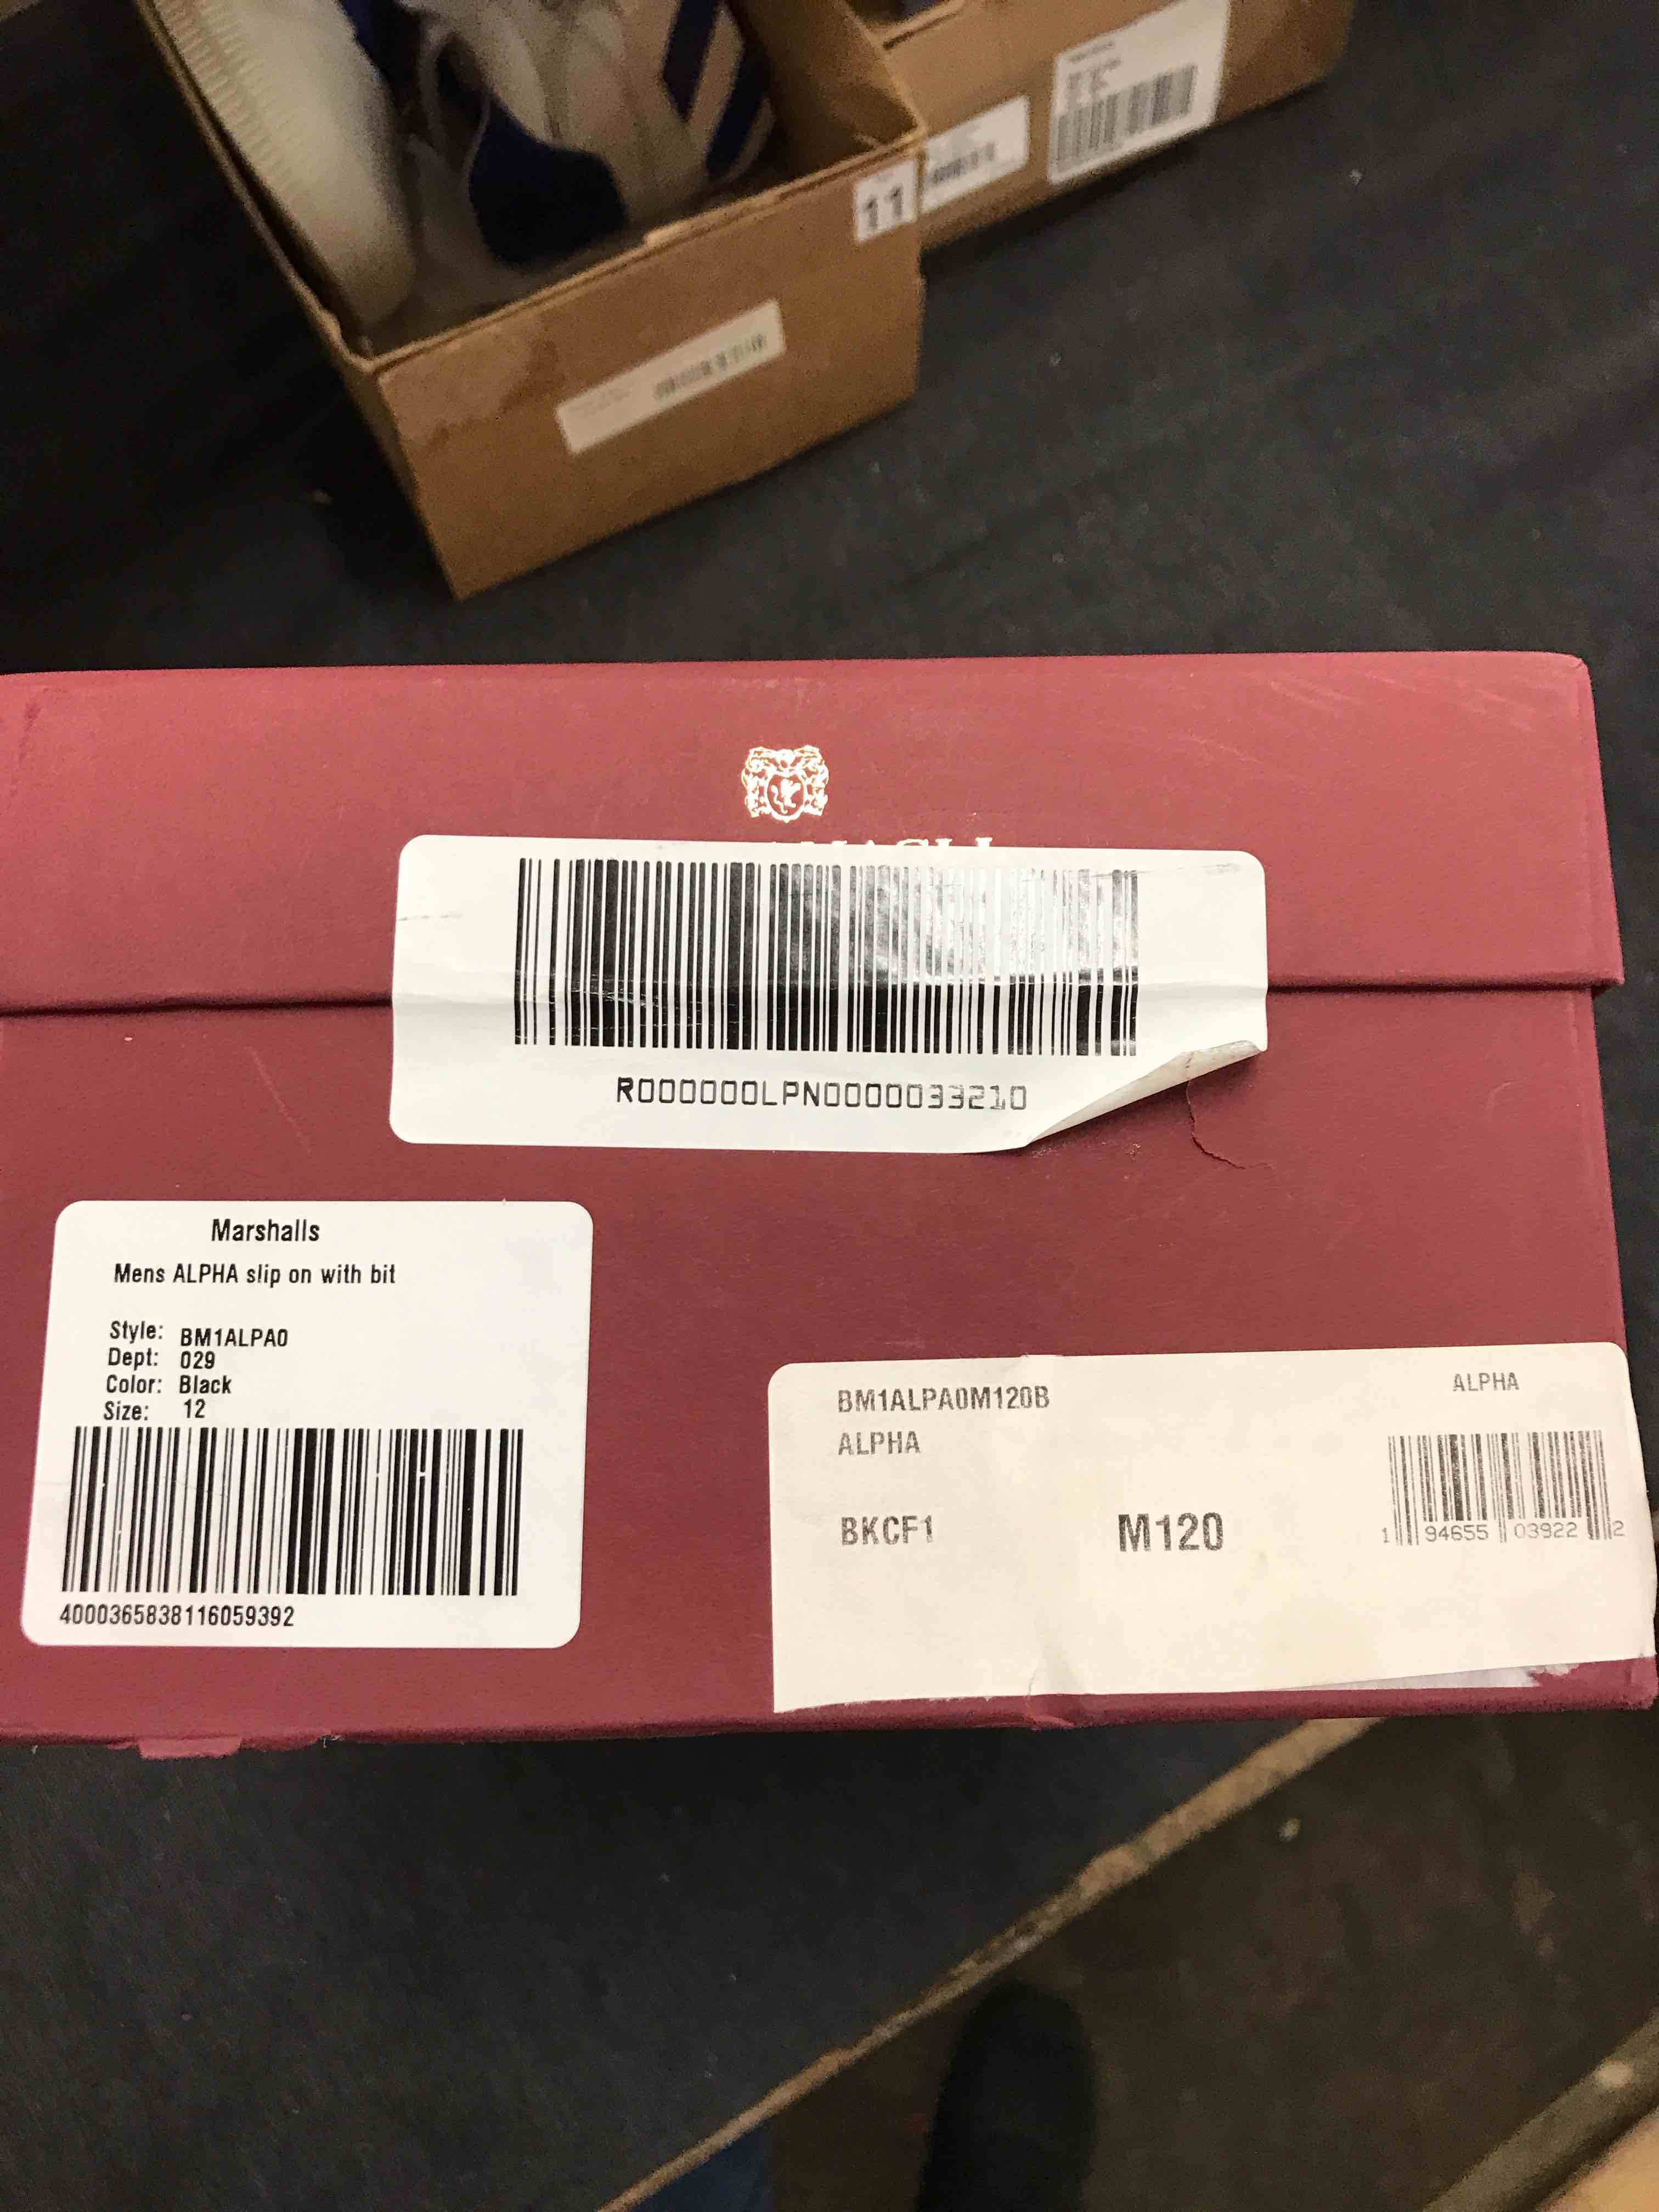 11
R000000LPN0000033210
Marshalls
Mens ALPHA slip on with bit
Style: BM1ALPA0
Dept: 029
Color: Black
Size: 12
4000365838116059392
BM1ALPA0M120B
ALPHA
ALPHA
BKCF1
M120
1 94655 03922 2